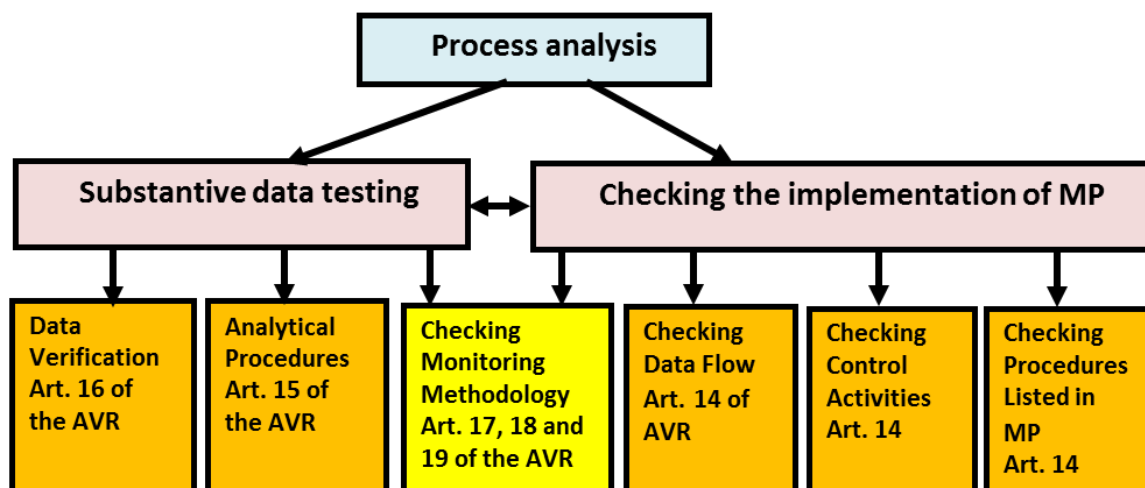 Process analysis
Substantive data testing
Checking the implementation of MP
Data
Verification
Art. 16 of
the AVR
Analytical
Procedures
Art. 15 of
the AVR
Checking
Monitoring
Methodology
Art. 17, 18 and
19 of the AVR
Checking
Data Flow
Art. 14 of
AVR
Checking
Control
Activities
Art. 14
Checking
Procedures
Listed in
MP
Art. 14